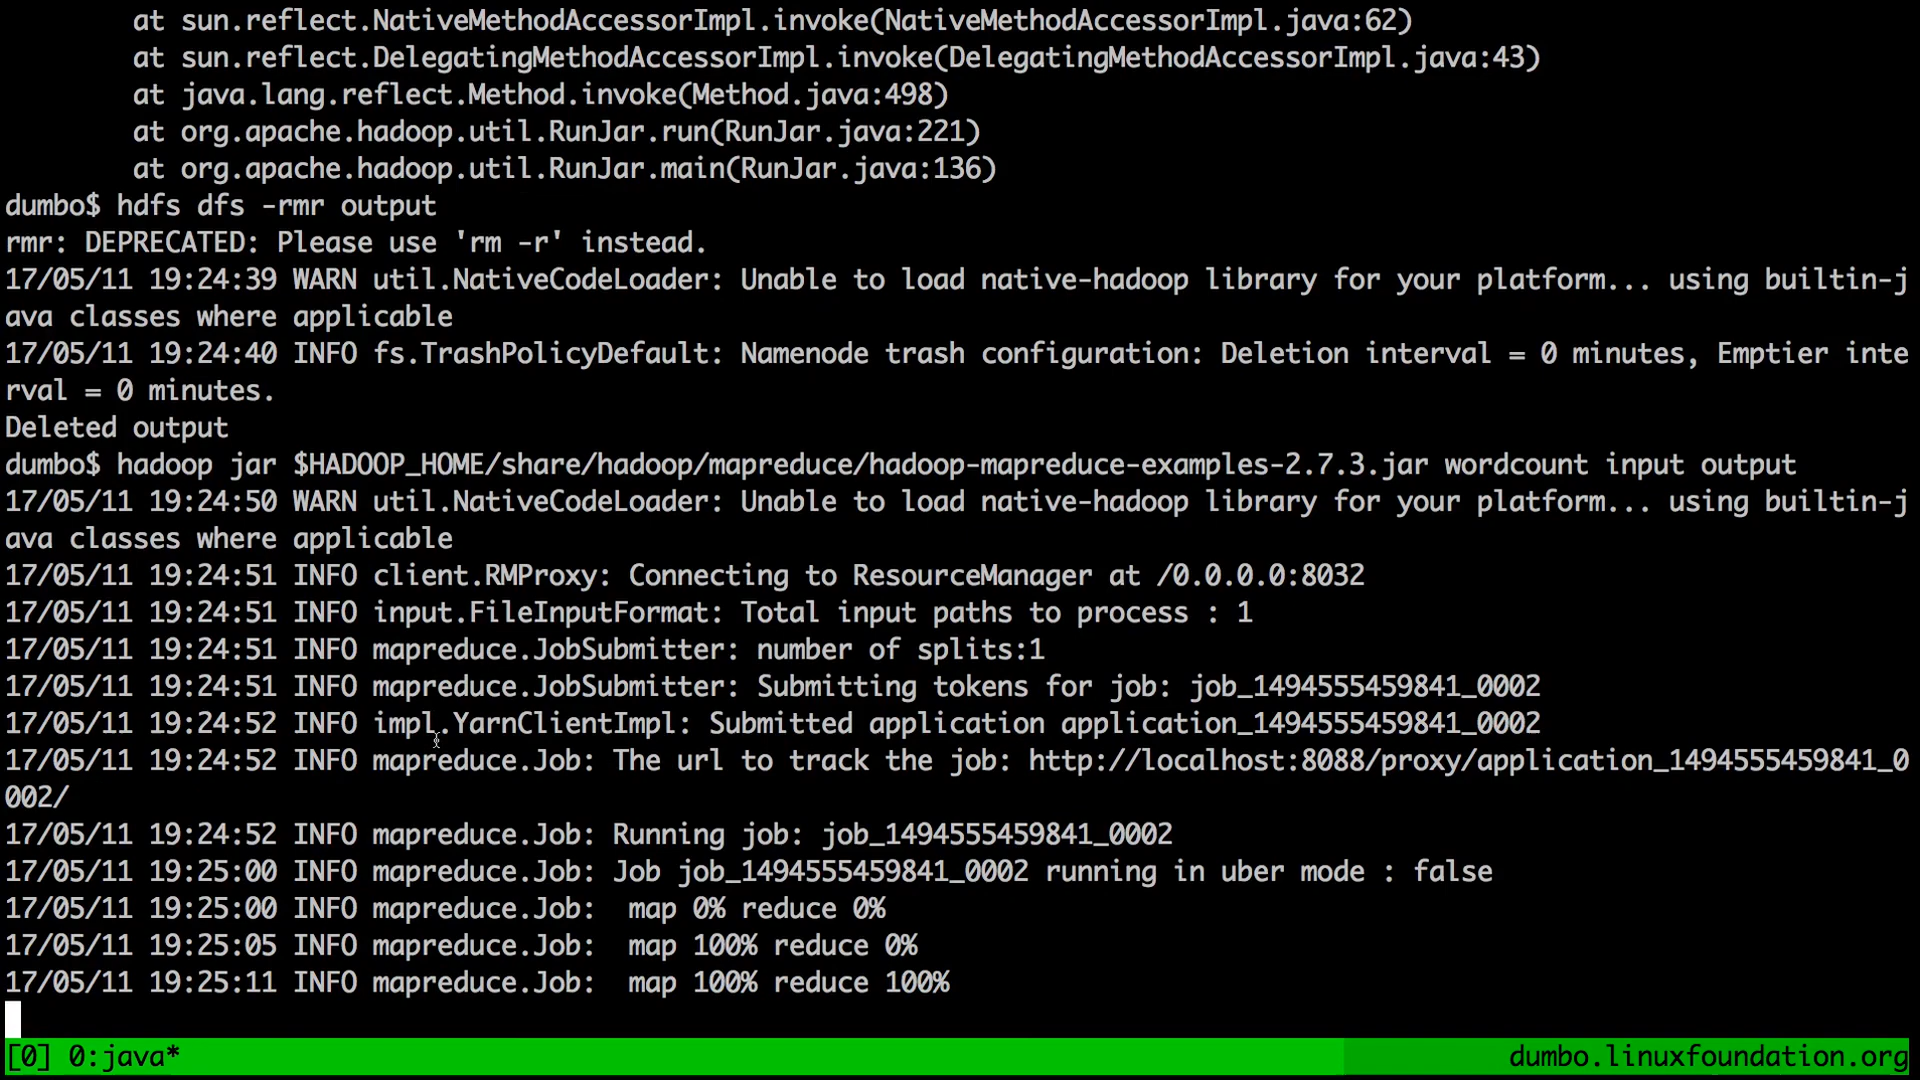 at sun.reflect.NativeMethodAccessorImpl.invoke(NativeMethodAccessorImpl.java:62)
at sun.reflect.DelegatingMethodAccessorImpl.invoke(DelegatingMethodAccessorImpl.java:43)
at java.lang.reflect.Method.invoke(Method.java:498)
at org.apache.hadoop.util.RunJar.run(RunJar.java:221)
at org.apache.hadoop.util.RunJar.main(RunJar.java:136)
dumbo$ hdfs dfs -rmr output
rmr: DEPRECATED: Please use 'rm -r' instead.
17/05/11 19:24:39 WARN util.NativeCodeLoader: Unable to load native-hadoop library for your platform... using builtin-j
ava classes where applicable
17/05/11 19:24:40 INFO fs.TrashPolicyDefault: Namenode trash configuration: Deletion interval = 0 minutes, Emptier inte
rval = 0 minutes.
Deleted output
dumbo$ hadoop jar $HADOOP_HOME/share/hadoop/mapreduce/hadoop-mapreduce-examples-2.7.3.jar wordcount input output
17/05/11 19:24:50 WARN util.NativeCodeLoader: Unable to load native-hadoop library for your platform... using builtin-j
ava classes where applicable
17/05/11 19:24:51 INFO client.RMProxy: Connecting to ResourceManager at /0.0.0.0:8032
17/05/11 19:24:51 INFO input.FileInputFormat: Total input paths to process : 1
17/05/11 19:24:51 INFO mapreduce.JobSubmitter: number of splits:1
17/05/11 19:24:51 INFO mapreduce.JobSubmitter: Submitting tokens for job: job_1494555459841_0002
17/05/11 19:24:52 INFO impl.YarnClientImpl: Submitted application application_1494555459841_0002
17/05/11 19:24:52 INFO mapreduce.Job: The url to track the job: http://localhost:8088/proxy/application_1494555459841_0
002/
17/05/11 19:24:52 INFO mapreduce.Job: Running job: job_1494555459841_0002
17/05/11 19:25:00 INFO mapreduce.Job: Job job_1494555459841_0002 running in uber mode : false
17/05/11 19:25:00 INFO mapreduce.Job:  map 0% reduce 0%
17/05/11 19:25:05 INFO mapreduce.Job:  map 100% reduce 0%
17/05/11 19:25:11 INFO mapreduce.Job:  map 100% reduce 100%
[0] 0:java* dumbo.linuxfoundation.org